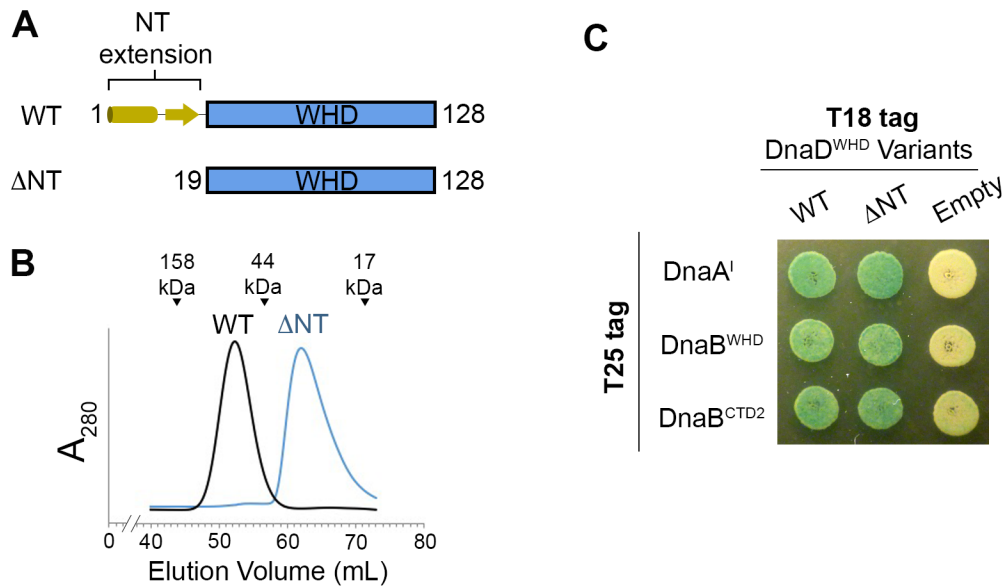 A
NT
extension
WT 1 WHD 128
ΔNT 19 WHD 128
B
158 44 17
kDa kDa kDa
WT ΔNT
A280
0 40 50 60 70 80
Elution Volume (mL)
C
T18 tag
DnaDWHD Variants
WT ΔNT Empty
T25 tag
DnaAI
DnaBWHD
DnaBCTD2